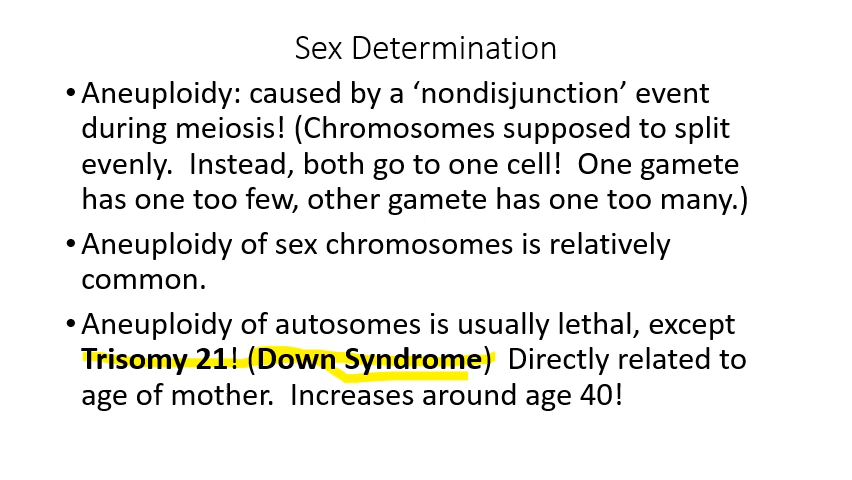 Sex Determination
• Aneuploidy: caused by a ‘nondisjunction’ event
during meiosis! (Chromosomes supposed to split
evenly.  Instead, both go to one cell!  One gamete
has one too few, other gamete has one too many.)
• Aneuploidy of sex chromosomes is relatively
common.
• Aneuploidy of autosomes is usually lethal, except
Trisomy 21! (Down Syndrome)  Directly related to
age of mother.  Increases around age 40!